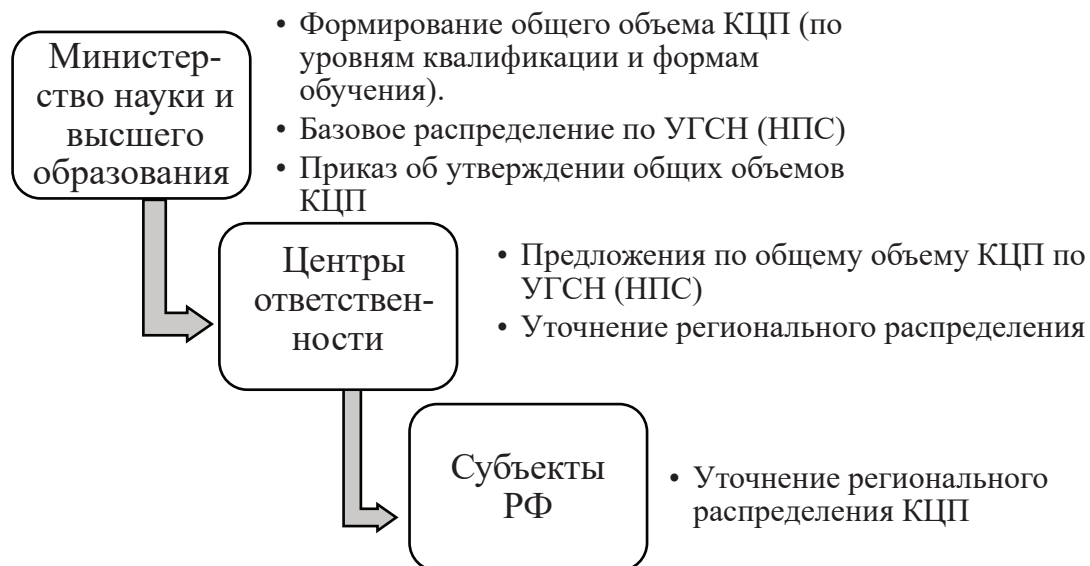 Министер-
ство науки и
высшего
образования
• Формирование общего объема КЦП (по
уровням квалификации и формам
обучения).
• Базовое распределение по УГСН (НПС)
• Приказ об утверждении общих объемов
КЦП
Центры
ответствен-
ности
• Предложения по общему объему КЦП по
УГСН (НПС)
• Уточнение регионального распределения
Субъекты
РФ
• Уточнение регионального
распределения КЦП